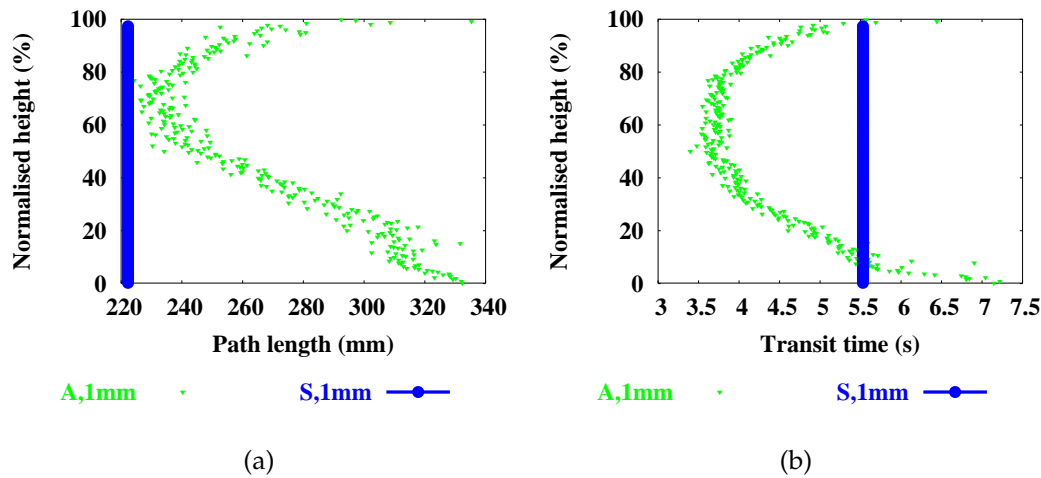 100
80
60
40
20
0
220 240 260 280 300 320 340
Normalised height (%)
Path length (mm)
A,1mm
S,1mm
(a)
100
80
60
40
20
0
3 3.5 4 4.5 5 5.5 6 6.5 7 7.5
Normalised height (%)
Transit time (s)
A,1mm
S,1mm
(b)